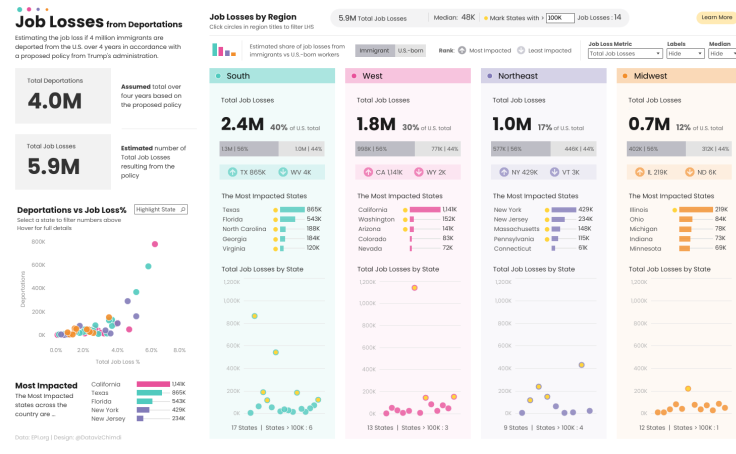 Job Losses from Deportations
Estimating the job loss if 4 million immigrants are
deported from the U.S. over 4 years in accordance with
a proposed policy from Trump's administration.
Total Deportations
4.0M
Assumed total over
four years based on
the proposed policy
Total Job Losses
5.9M
Estimated number of
Total Job Losses
resulting from the
policy
Deportations vs Job Loss%
Highlight State
Select a state to filter numbers above
Hover for full details
800K
600K
400K
200K
0K
Deportations
0.0% 2.0% 4.0% 6.0% 8.0%
Total Job Loss %
Most Impacted
The Most Impacted
states across the
country are ...
California 1,141K
Texas 865K
Florida 543K
New York 429K
New Jersey 234K
Data: EPI.org | Design: @DatavizChimdi
Job Losses by Region
Click circles in region titles to filter LHS
5.9M Total Job Losses
Median: 48K
Mark States with > 100K Job Losses : 14
Learn More
Estimated share of job losses from
immigrants vs U.S.-born workers
Immigrant U.S.-born
Rank: Most Impacted Least Impacted
Job Loss Metric
Total Job Losses
Labels
Hide
Median
Hide
South
Total Job Losses
2.4M 40% of U.S. total
1.3M | 56% 1.0M | 44%
TX 865K WV 4K
The Most Impacted States
Texas 865K
Florida 543K
North Carolina 188K
Georgia 184K
Virginia 120K
Total Job Losses by State
1200K
1000K
800K
600K
400K
200K
0K
17 States | States > 100K : 6
West
Total Job Losses
1.8M 30% of U.S. total
998K | 56% 777K | 44%
CA 1,141K WY 2K
The Most Impacted States
California 1,141K
Washington 152K
Arizona 141K
Colorado 83K
Nevada 72K
Total Job Losses by State
1200K
1000K
800K
600K
400K
200K
0K
13 States | States > 100K : 3
Northeast
Total Job Losses
1.0M 17% of U.S. total
577K | 56% 446K | 44%
NY 429K VT 3K
The Most Impacted States
New York 429K
New Jersey 234K
Massachusetts 148K
Pennsylvania 115K
Connecticut 61K
Total Job Losses by State
1200K
1000K
800K
600K
400K
200K
0K
9 States | States > 100K : 4
Midwest
Total Job Losses
0.7M 12% of U.S. total
402K | 56% 312K | 44%
IL 219K ND 6K
The Most Impacted States
Illinois 219K
Ohio 84K
Michigan 78K
Indiana 73K
Minnesota 69K
Total Job Losses by State
1200K
1000K
800K
600K
400K
200K
0K
12 States | States > 100K : 1